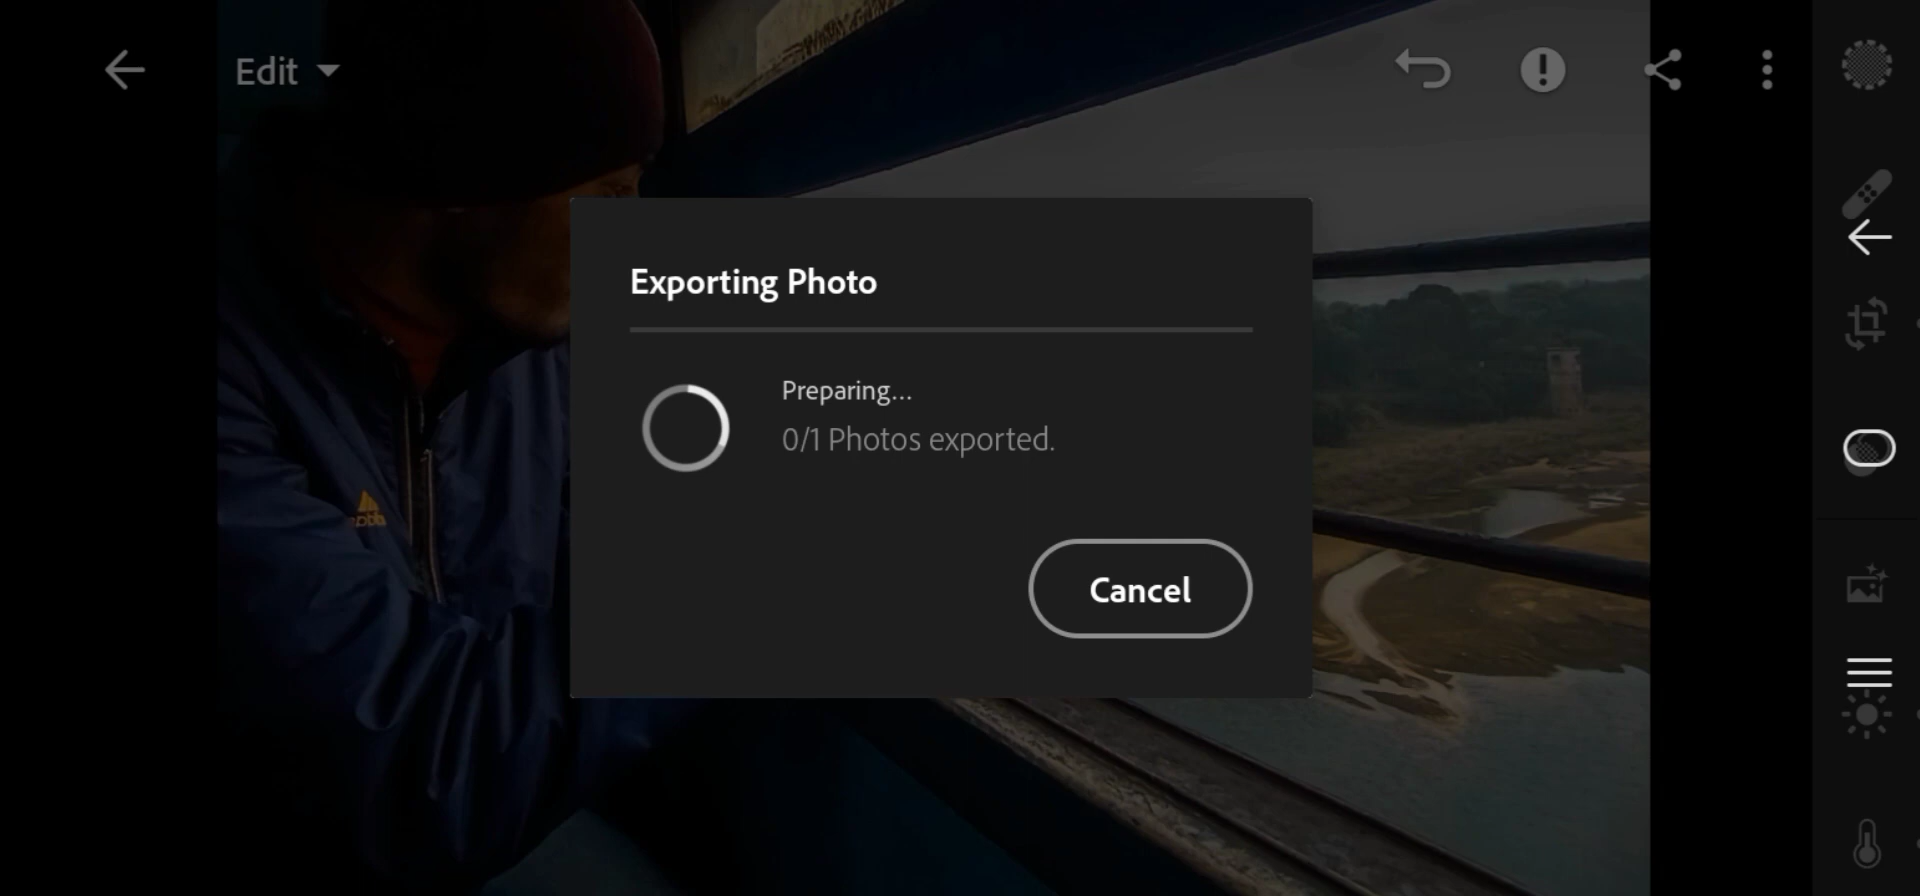 Edit
Exporting Photo
Preparing...
0/1 Photos exported.
Cancel